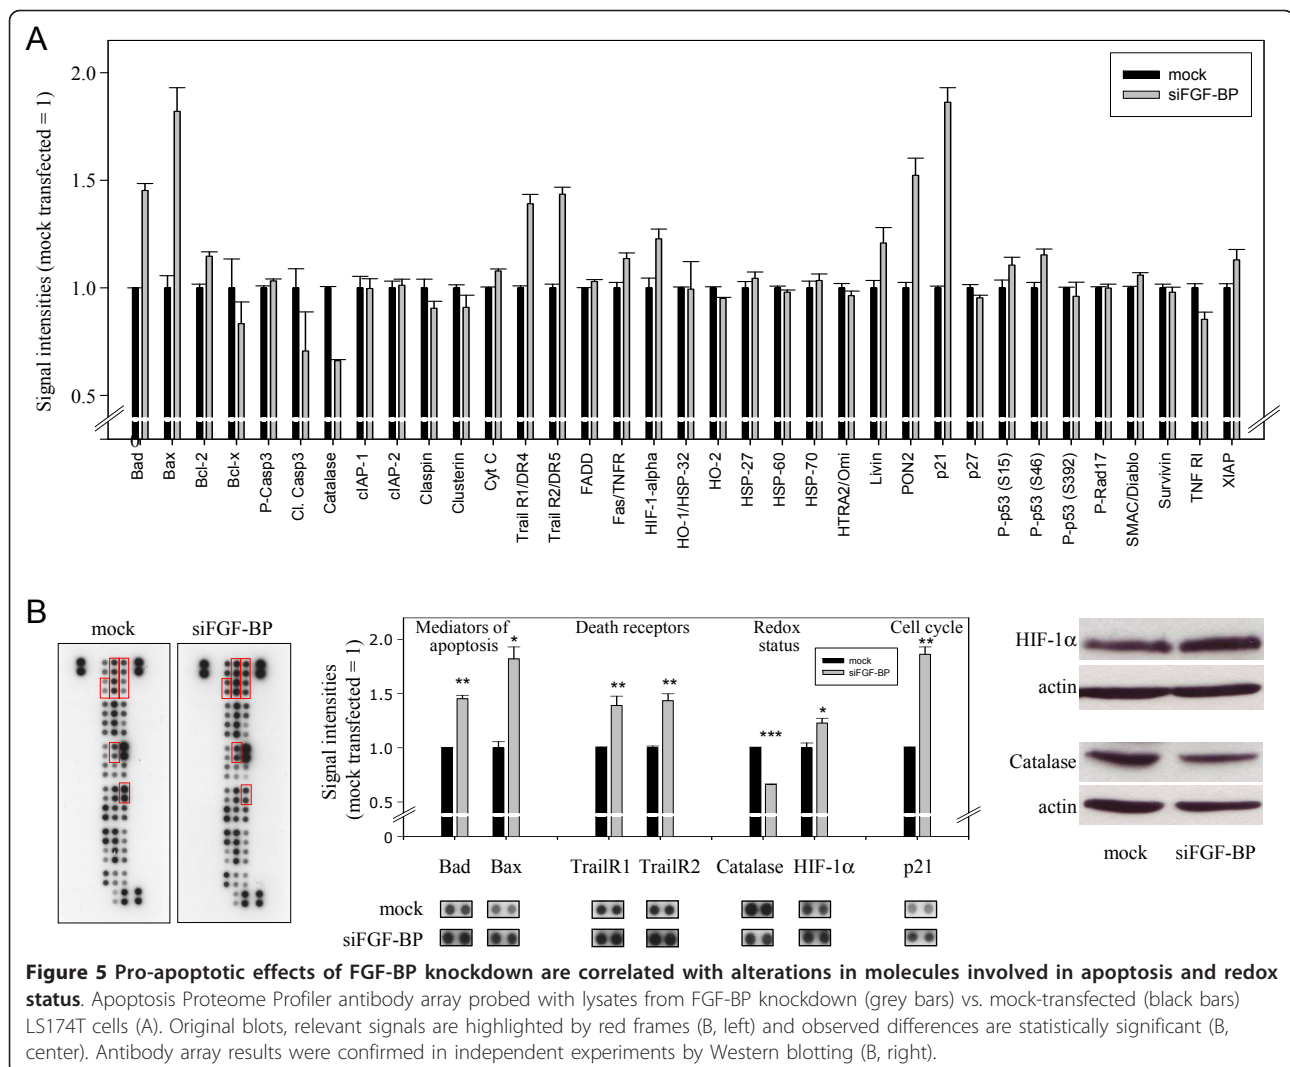 A
Signal intensities (mock transfected = 1)
2.0
1.5
1.0
0.5
0
mock
siFGF-BP
Bad
Bax
Bcl-2
Bcl-x
P-Casp3
Cl. Casp3
Catalase
cIAP-1
cIAP-2
Claspin
Clusterin
Cyt C
Trail R1/DR4
Trail R2/DR5
FADD
Fas/TNFR
HIF-1-alpha
HO-1/HSP-32
HO-2
HSP-27
HSP-60
HSP-70
HTRA2/Omi
Livin
PON2
p21
p27
P-p53 (S15)
P-p53 (S46)
P-p53 (S392)
P-Rad17
SMAC/Diablo
Survivin
TNF RI
XIAP
B
mock
siFGF-BP
Signal intensities
(mock transfected = 1)
2.0
1.5
1.0
0.5
0
Mediators of
apoptosis
Death receptors
Redox
status
Cell cycle
mock
siFGF-BP
**
*
**
**
***
*
**
Bad
Bax
TrailR1
TrailR2
Catalase
HIF-1α
p21
mock
siFGF-BP
HIF-1α
actin
Catalase
actin
mock
siFGF-BP
Figure 5 Pro-apoptotic effects of FGF-BP knockdown are correlated with alterations in molecules involved in apoptosis and redox
status. Apoptosis Proteome Profiler antibody array probed with lysates from FGF-BP knockdown (grey bars) vs. mock-transfected (black bars)
LS174T cells (A). Original blots, relevant signals are highlighted by red frames (B, left) and observed differences are statistically significant (B,
center). Antibody array results were confirmed in independent experiments by Western blotting (B, right).